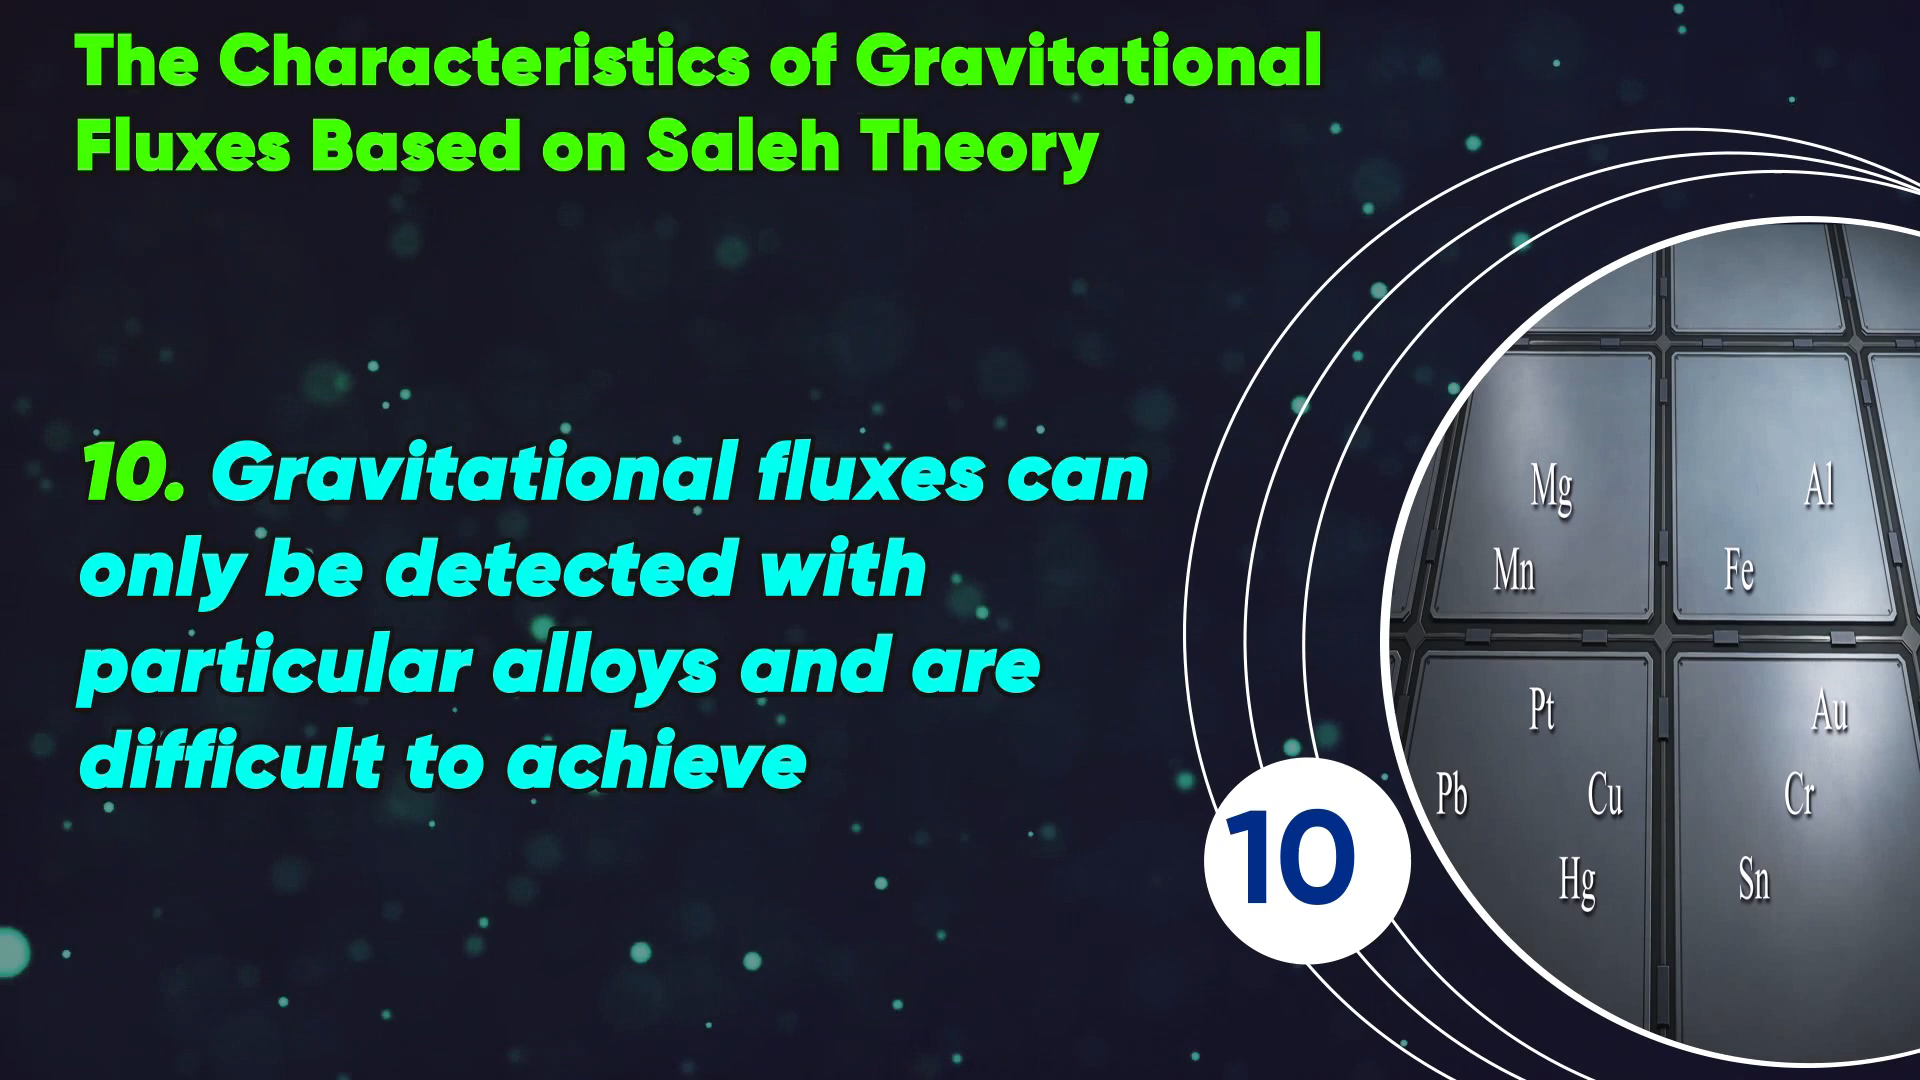 The Characteristics of Gravitational
Fluxes Based on Saleh Theory
10. Gravitational fluxes can
only be detected with
particular alloys and are
difficult to achieve
Mg Al
Mn Fe
Pt Au
Pb Cu Cr
Hg Sn
10